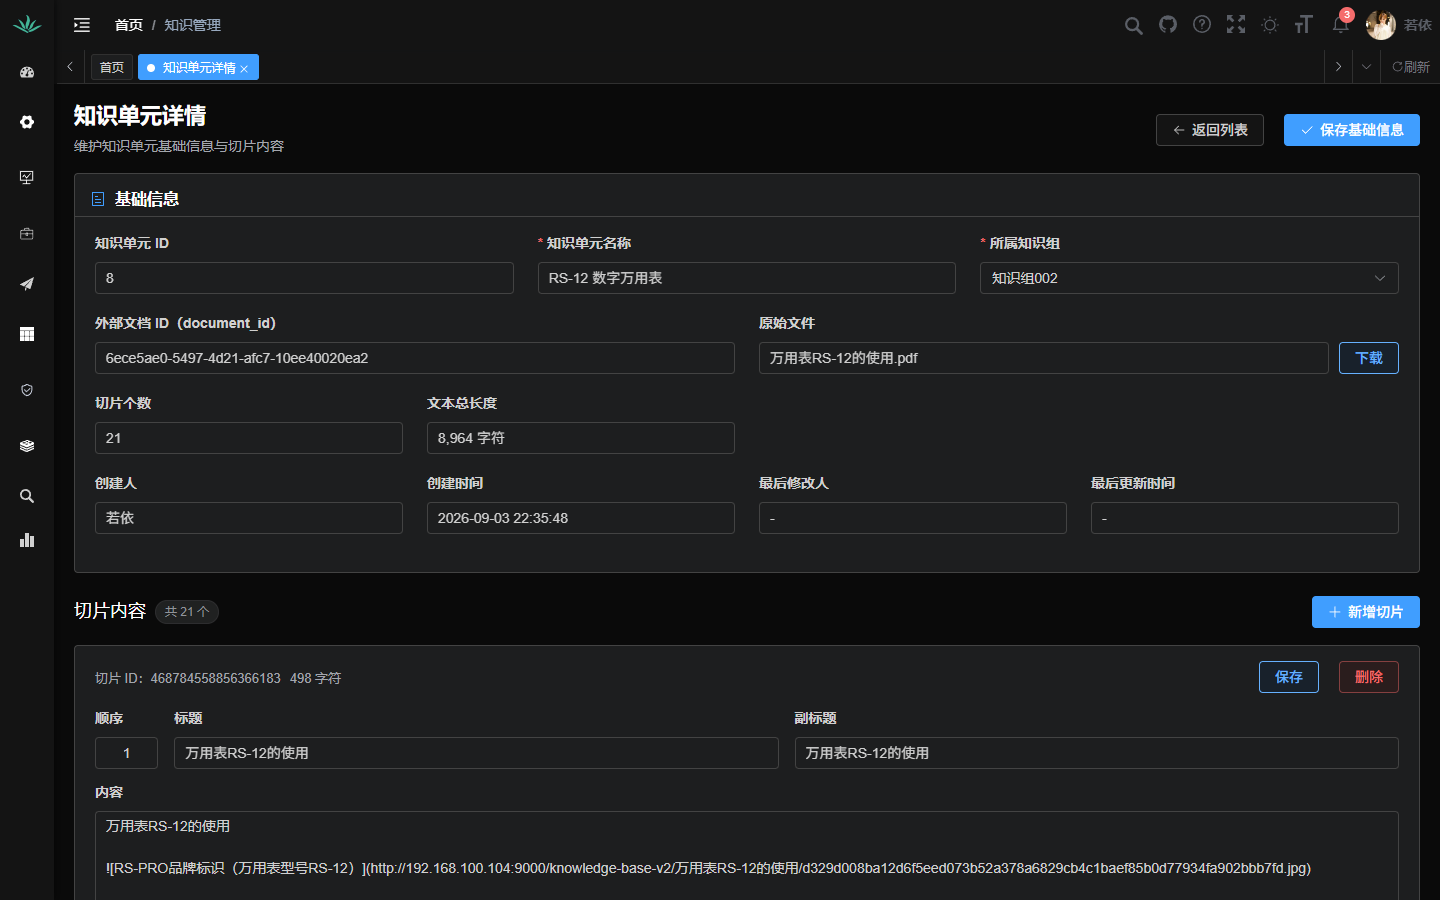 首页 / 知识管理
3
若依
首页
知识单元详情
刷新
知识单元详情
维护知识单元基础信息与切片内容
返回列表
保存基础信息
基础信息
知识单元 ID
* 知识单元名称
* 所属知识组
8
RS-12 数字万用表
知识组002
外部文档 ID（document_id）
原始文件
6ece5ae0-5497-4d21-afc7-10ee40020ea2
万用表RS-12的使用.pdf
下载
切片个数
文本总长度
21
8,964 字符
创建人
创建时间
最后修改人
最后更新时间
若依
2026-09-03 22:35:48
-
-
切片内容
共 21 个
新增切片
切片 ID：468784558856366183 498 字符
保存
删除
顺序
标题
副标题
1
万用表RS-12的使用
万用表RS-12的使用
内容
万用表RS-12的使用
![RS-PRO品牌标识（万用表型号RS-12）](http://192.168.100.104:9000/knowledge-base-v2/万用表RS-12的使用/d329d008ba12d6f5eed073b52a378a6829cb4c1baef85b0d77934fa902bbb7fd.jpg)